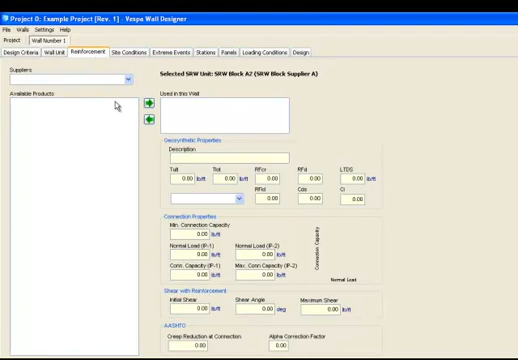 Project 0: Example Project [Rev. 1] - Vespa Wall Designer
File Walls Settings Help
Project Wall Number 1
Design Criteria Wall Unit Reinforcement Site Conditions Extreme Events Stations Panels Loading Conditions Design
Suppliers
Selected SRW Unit: SRW Block A2 (SRW Block Supplier A)
Available Products
Used in this Wall
Geosynthetic Properties
Description
Tult RFcr RFd LTDS
0.00 lb/ft 0.00 lb/ft 0.00 0.00 0.00 lb/ft
RFid Cds Ci
0.00 0.00 0.00
Connection Properties
Min. Connection Capacity
0.00 lb/ft
Normal Load (IP-1) Normal Load (IP-2)
0.00 lb/ft 0.00 lb/ft
Conn. Capacity (IP-1) Max. Conn Capacity (IP-2)
0.00 lb/ft 0.00 lb/ft
Connection Capacity
Normal Load
Shear with Reinforcement
Initial Shear Shear Angle Maximum Shear
0.00 lb/ft 0.00 deg 0.00 lb/ft
AASHTO
Creep Reduction at Connection Alpha Correction Factor
0.00 0.00